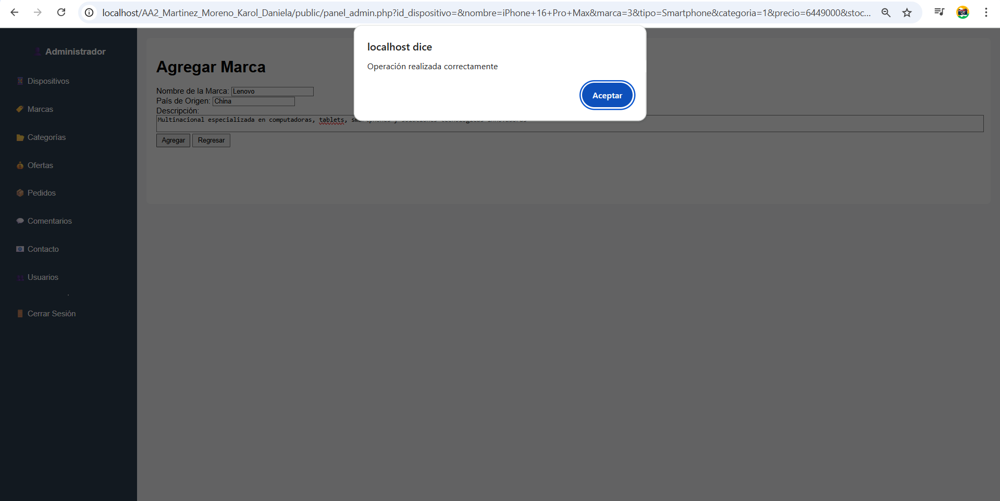 localhost/AA2_Martinez_Moreno_Karol_Daniela/public/panel_admin.php?id_dispositivo=&nombre=iPhone+16+Pro+Max&marca=3&tipo=Smartphone&categoria=1&precio=6449000&stoc...
localhost dice
Operación realizada correctamente
Aceptar
Administrador
Dispositivos
Marcas
Categorías
Ofertas
Pedidos
Comentarios
Contacto
Usuarios
Cerrar Sesión
Agregar Marca
Nombre de la Marca: Lenovo
País de Origen: China
Descripción:
Multinacional especializada en computadoras, tablets,
Agregar Regresar